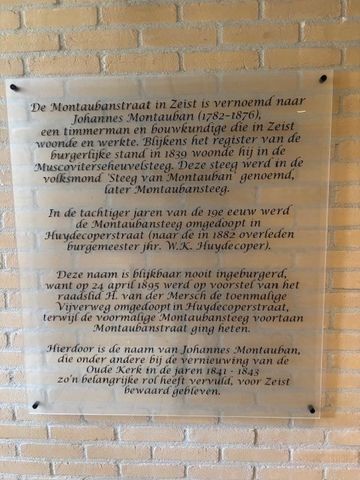 De Montaubanstraat in Zeist is vernoemd naar
Johannes Montauban (1782-1876),
een timmerman en bouwkundige die in Zeist
woonde en werkte. Blijkens het register van de
burgerlijke stand in 1839 woonde hij in de
Muscoviterseheuvelsteeg. Deze steeg werd in de
volksmond 'Steeg van Montauban' genoemd,
later Montaubansteeg.
In de tachtiger jaren van de 19e eeuw werd
de Montaubansteeg omgedoopt in
Huydecoperstraat (naar de in 1882 overleden
burgemeester jhr. W.K. Huydecoper).
Deze naam is blijkbaar nooit ingeburgerd,
want op 24 april 1895 werd op voorstel van het
raadslid H. van der Mersch de toenmalige
Vijverweg omgedoopt in Huydecoperstraat,
terwijl de voormalige Montaubansteeg voortaan
Montaubanstraat ging heten.
Hierdoor is de naam van Johannes Montauban,
die onder andere bij de vernieuwing van de
Oude Kerk in de jaren 1841 - 1843
zo'n belangrijke rol heeft vervuld, voor Zeist
bewaard gebleven.